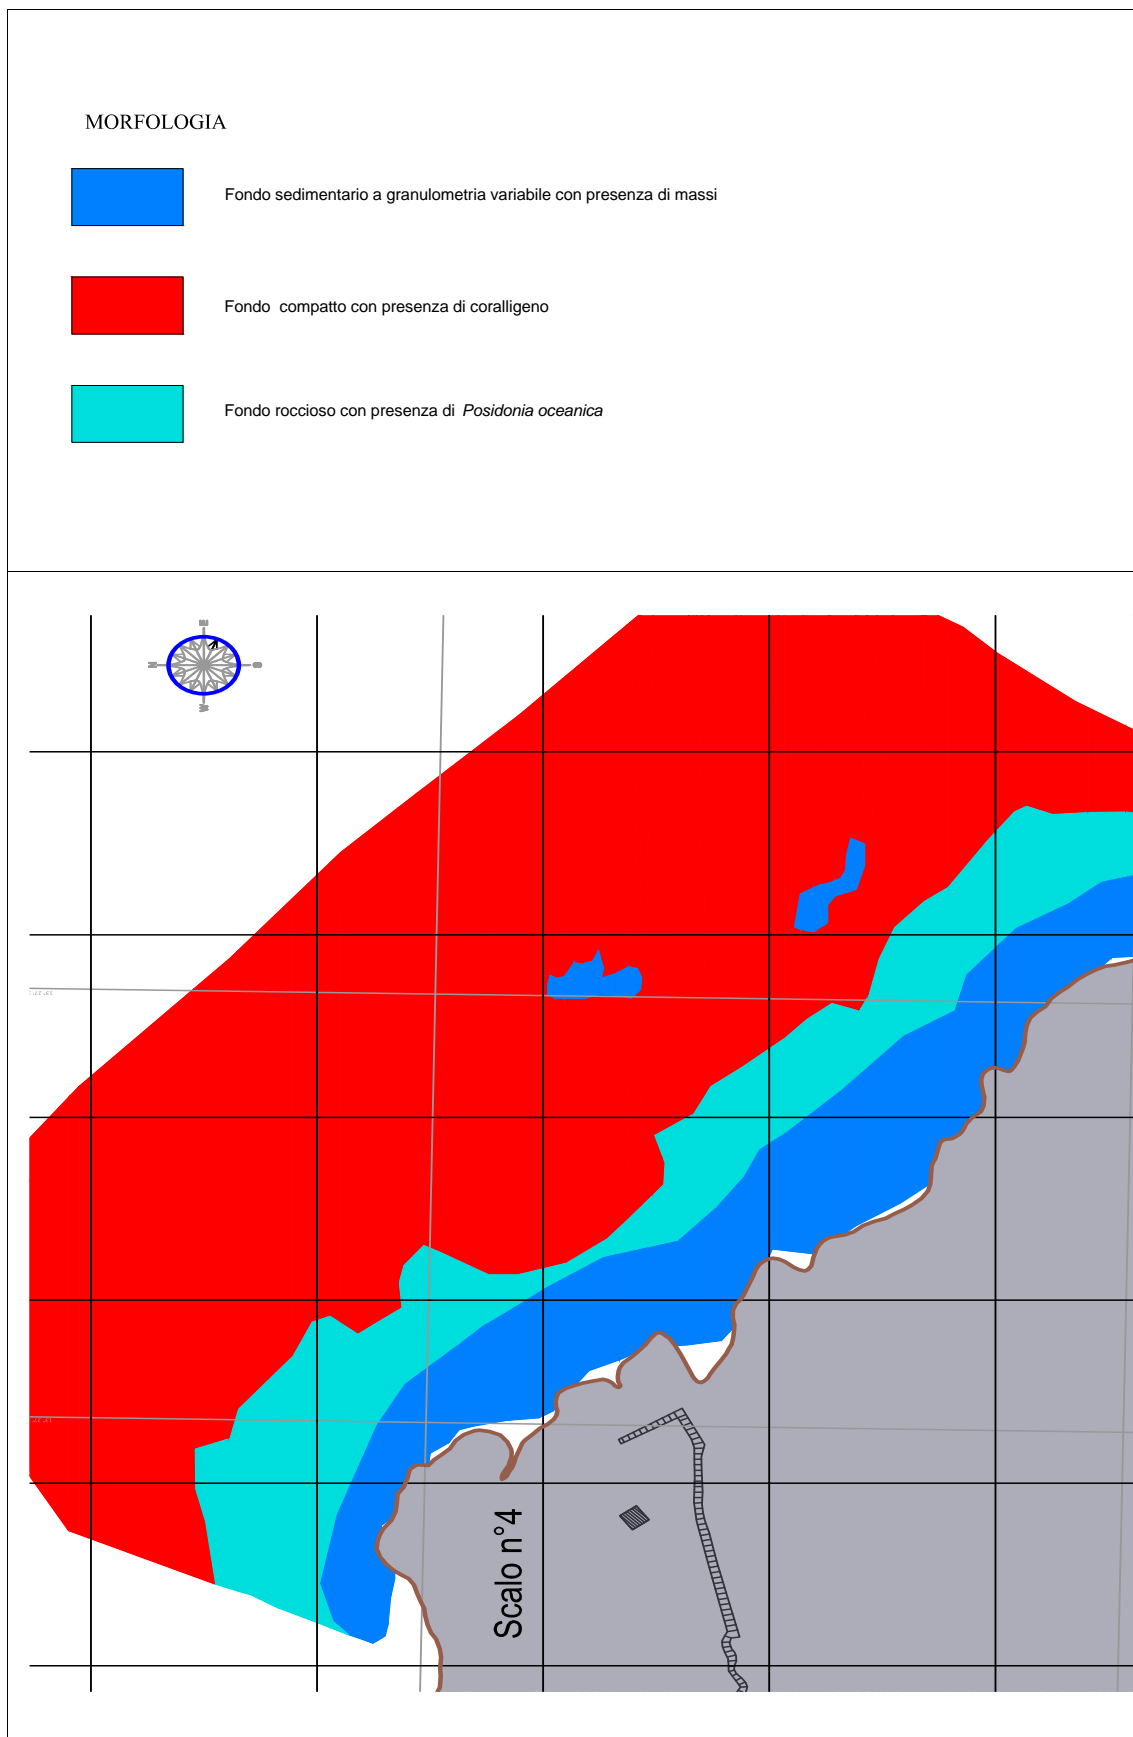 MORFOLOGIA
Fondo sedimentario a granulometria variabile con presenza di massi
Fondo compatto con presenza di coralligeno
Fondo roccioso con presenza di Posidonia oceanica
E
N
S
W
Scalo n°4